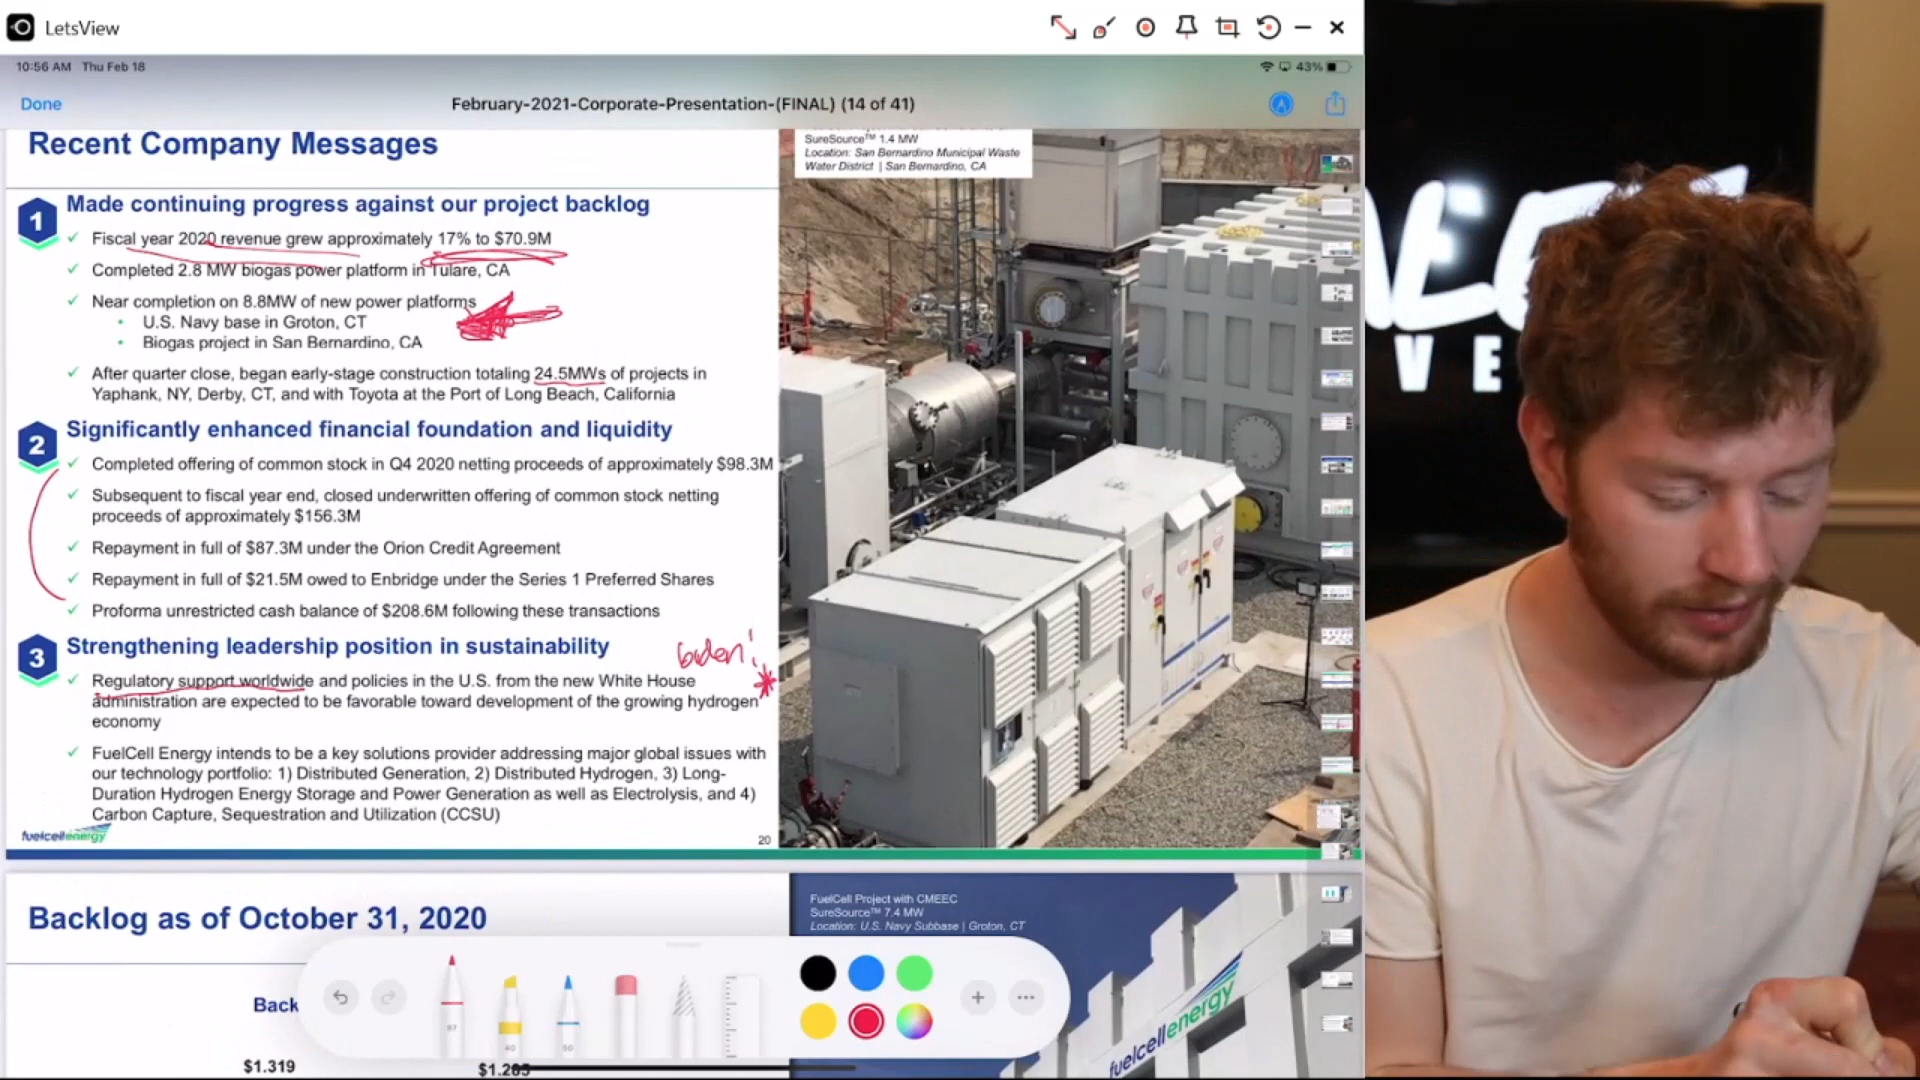 LetsView
10:56 AM Thu Feb 18
43%
Done
February-2021-Corporate-Presentation-(FINAL) (14 of 41)
Recent Company Messages
SureSource™ 1.4 MW
Location: San Bernardino Municipal Waste
Water District | San Bernardino, CA
1
Made continuing progress against our project backlog
Fiscal year 2020 revenue grew approximately 17% to $70.9M
Completed 2.8 MW biogas power platform in Tulare, CA
Near completion on 8.8MW of new power platforms
U.S. Navy base in Groton, CT
Biogas project in San Bernardino, CA
After quarter close, began early-stage construction totaling 24.5MWs of projects in
Yaphank, NY, Derby, CT, and with Toyota at the Port of Long Beach, California
2
Significantly enhanced financial foundation and liquidity
Completed offering of common stock in Q4 2020 netting proceeds of approximately $98.3M
Subsequent to fiscal year end, closed underwritten offering of common stock netting
proceeds of approximately $156.3M
Repayment in full of $87.3M under the Orion Credit Agreement
Repayment in full of $21.5M owed to Enbridge under the Series 1 Preferred Shares
Proforma unrestricted cash balance of $208.6M following these transactions
3
Strengthening leadership position in sustainability
Regulatory support worldwide and policies in the U.S. from the new White House
administration are expected to be favorable toward development of the growing hydrogen
economy
FuelCell Energy intends to be a key solutions provider addressing major global issues with
our technology portfolio: 1) Distributed Generation, 2) Distributed Hydrogen, 3) Long-
Duration Hydrogen Energy Storage and Power Generation as well as Electrolysis, and 4)
Carbon Capture, Sequestration and Utilization (CCSU)
fuelcellenergy
20
Backlog as of October 31, 2020
FuelCell Project with CMEEC
SureSource™ 7.4 MW
Location: U.S. Navy Subbase | Groton, CT
Back
97
40
50
fuelcellenergy
$1.319
VE